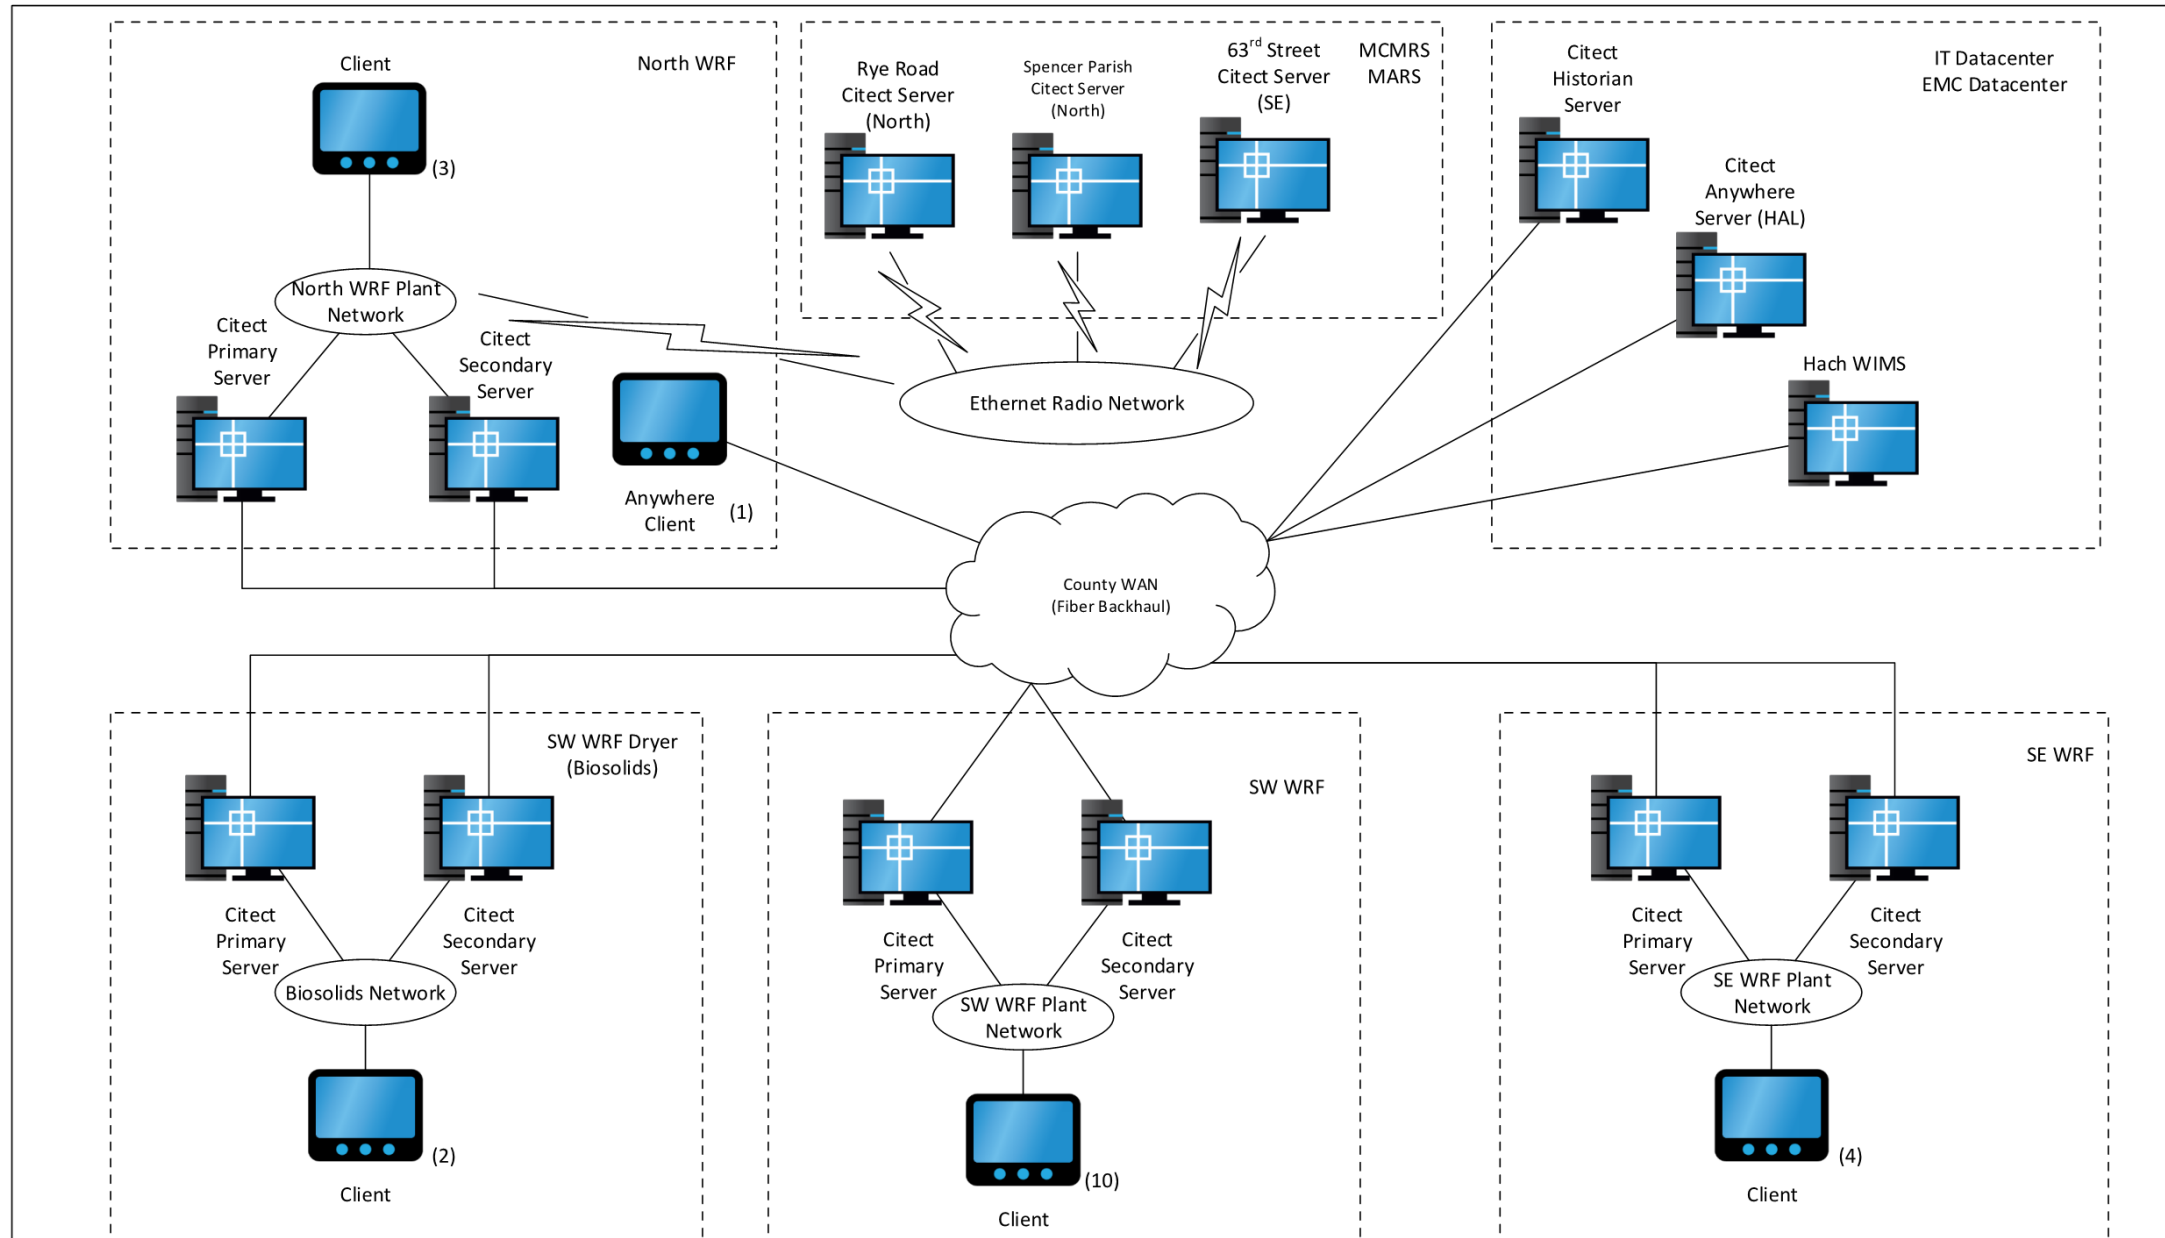 Client
North WRF
(3)
North WRF Plant
Network
Citect
Primary
Server
Citect
Secondary
Server
Anywhere
Client
(1)
Rye Road
Citect Server
(North)
Spencer Parish
Citect Server
(North)
63rd Street
Citect Server
(SE)
MCMRS
MARS
Ethernet Radio Network
Citect
Historian
Server
IT Datacenter
EMC Datacenter
Citect
Anywhere
Server (HAL)
Hach WIMS
County WAN
(Fiber Backhaul)
SW WRF Dryer
(Biosolids)
Citect
Primary
Server
Citect
Secondary
Server
Biosolids Network
(2)
Client
SW WRF
Citect
Primary
Server
Citect
Secondary
Server
SW WRF Plant
Network
(10)
Client
SE WRF
Citect
Primary
Server
Citect
Secondary
Server
SE WRF Plant
Network
(4)
Client